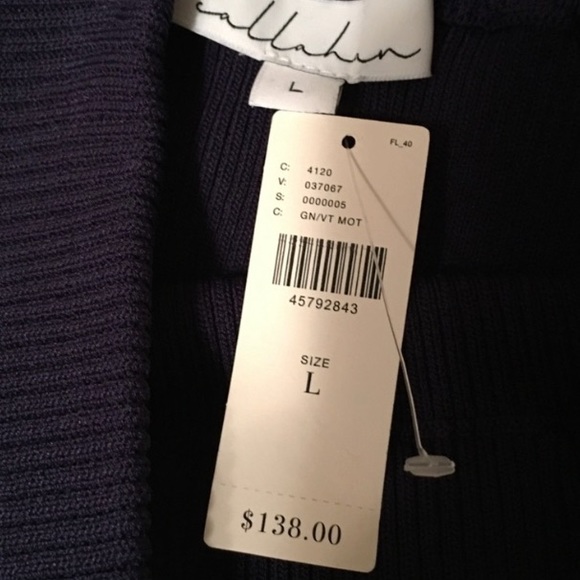 callahan
L
FL_40
C: 4120
V: 037067
S: 0000005
C: GN/VT MOT
45792843
SIZE
L
$138.00